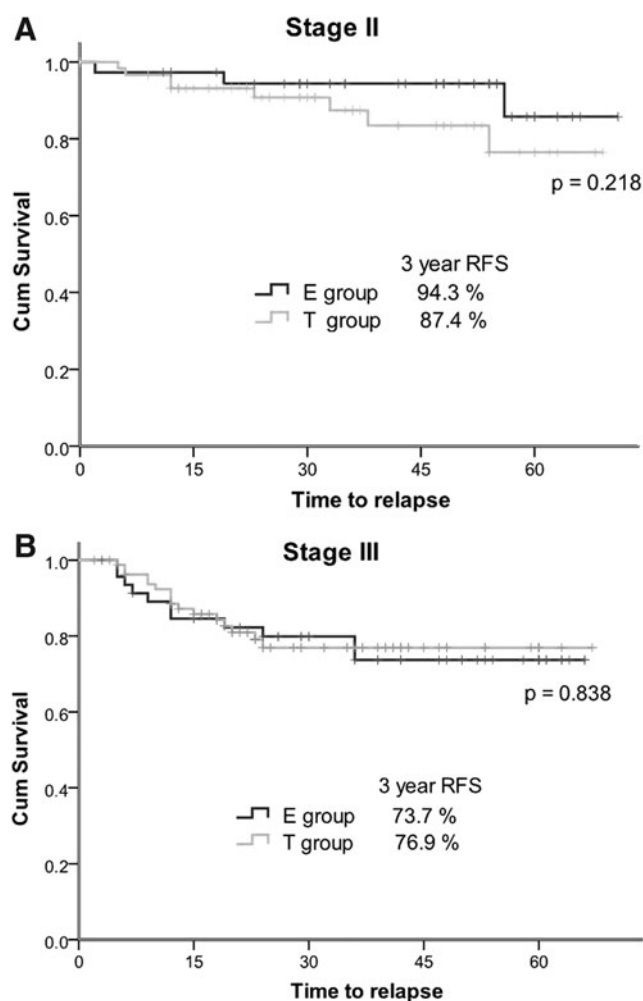 A
Stage II
1.0
0.8
0.6
0.4
0.2
0.0
Cum Survival
p = 0.218
3 year RFS
E group 94.3 %
T group 87.4 %
0 15 30 45 60
Time to relapse
B
Stage III
1.0
0.8
0.6
0.4
0.2
0.0
Cum Survival
p = 0.838
3 year RFS
E group 73.7 %
T group 76.9 %
0 15 30 45 60
Time to relapse